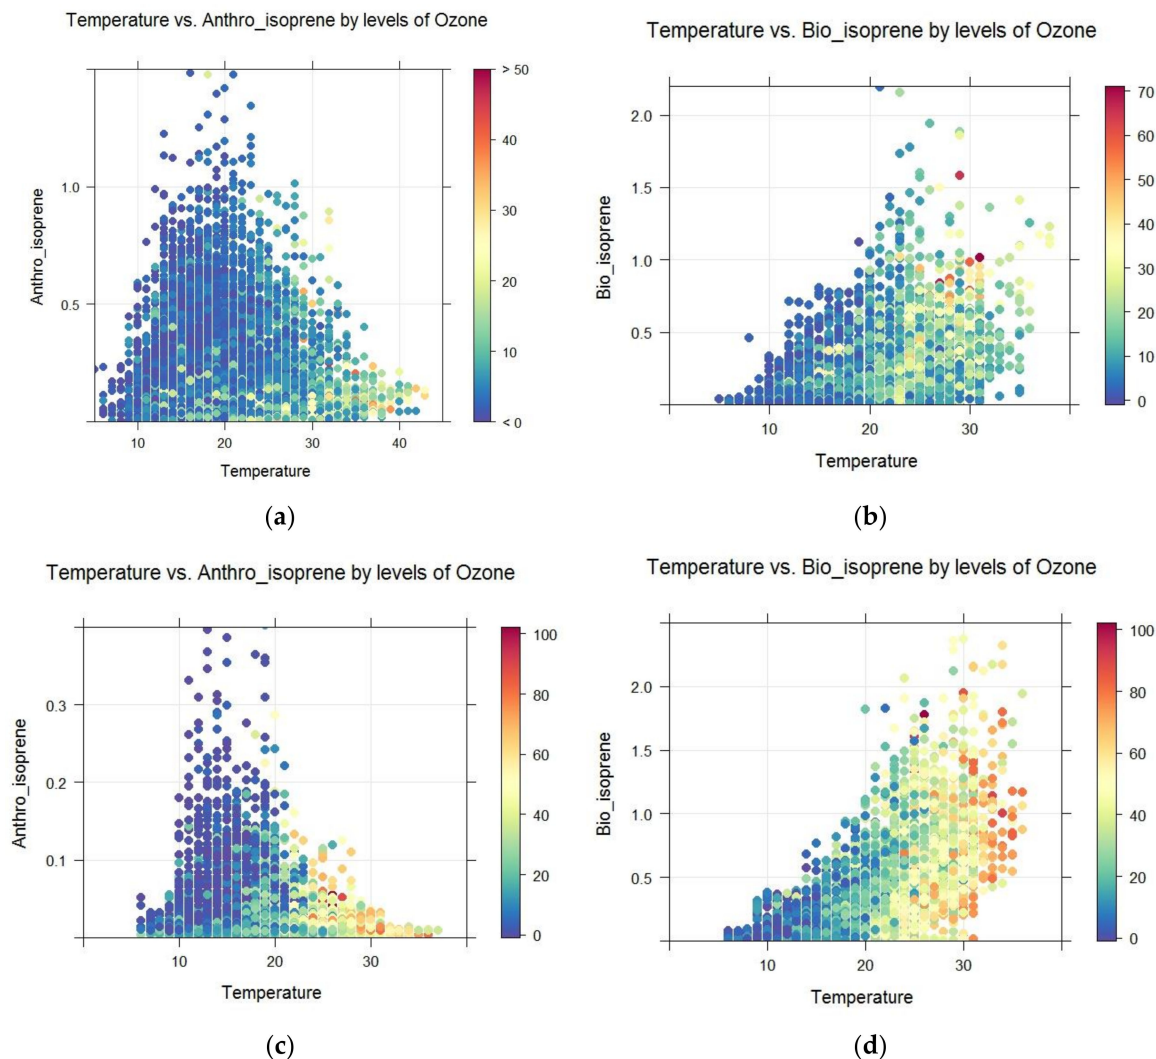 Temperature vs. Anthro_isoprene by levels of Ozone
> 50
40
30
20
10
< 0
1.0
0.5
Anthro_isoprene
10 20 30 40
Temperature
(a)
Temperature vs. Bio_isoprene by levels of Ozone
70
60
50
40
30
20
10
0
2.0
1.5
1.0
0.5
Bio_isoprene
10 20 30
Temperature
(b)
Temperature vs. Anthro_isoprene by levels of Ozone
100
80
60
40
20
0
0.3
0.2
0.1
Anthro_isoprene
10 20 30
Temperature
(c)
Temperature vs. Bio_isoprene by levels of Ozone
100
80
60
40
20
0
2.0
1.5
1.0
0.5
Bio_isoprene
10 20 30
Temperature
(d)